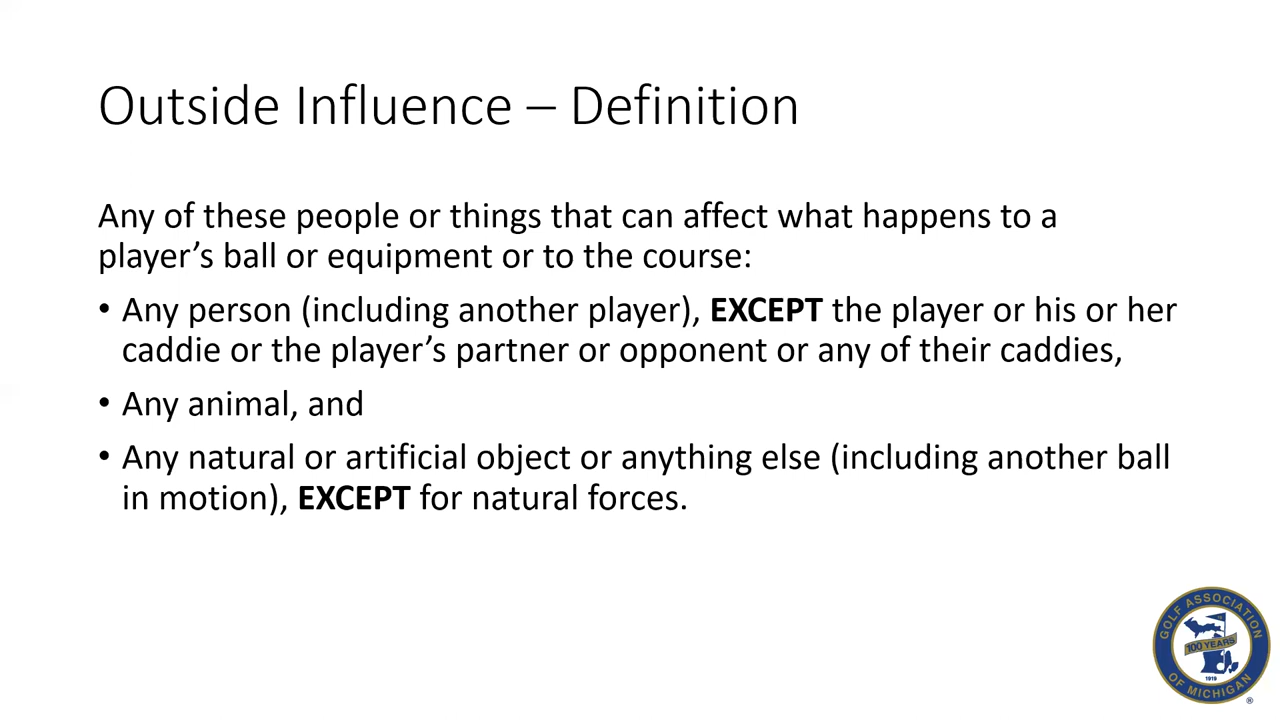 Outside Influence – Definition
Any of these people or things that can affect what happens to a
player’s ball or equipment or to the course:
• Any person (including another player), EXCEPT the player or his or her
caddie or the player’s partner or opponent or any of their caddies,
• Any animal, and
• Any natural or artificial object or anything else (including another ball
in motion), EXCEPT for natural forces.
GOLF ASSOCIATION
100 YEARS
1919
OF MICHIGAN
®